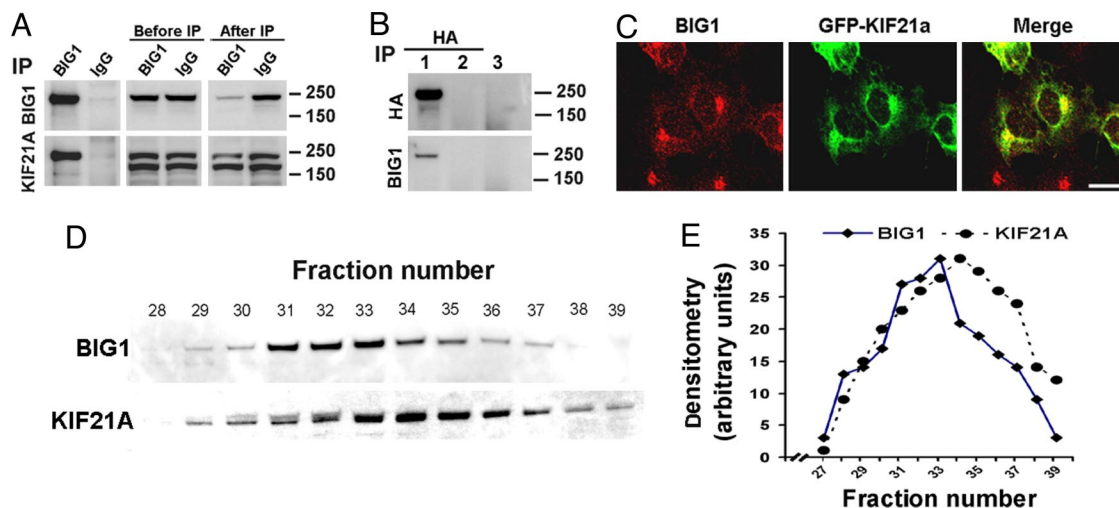 A
Before IP After IP
IP BIG1 IgG BIG1 IgG BIG1 IgG
BIG1
250
150
KIF21A
250
150
B
IP HA
1 2 3
HA
250
150
BIG1
250
150
C
BIG1 GFP-KIF21a Merge
D
Fraction number
28 29 30 31 32 33 34 35 36 37 38 39
BIG1
KIF21A
E
BIG1 KIF21A
Densitometry
(arbitrary units)
35
30
25
20
15
10
5
0
27 29 31 33 35 37 39
Fraction number